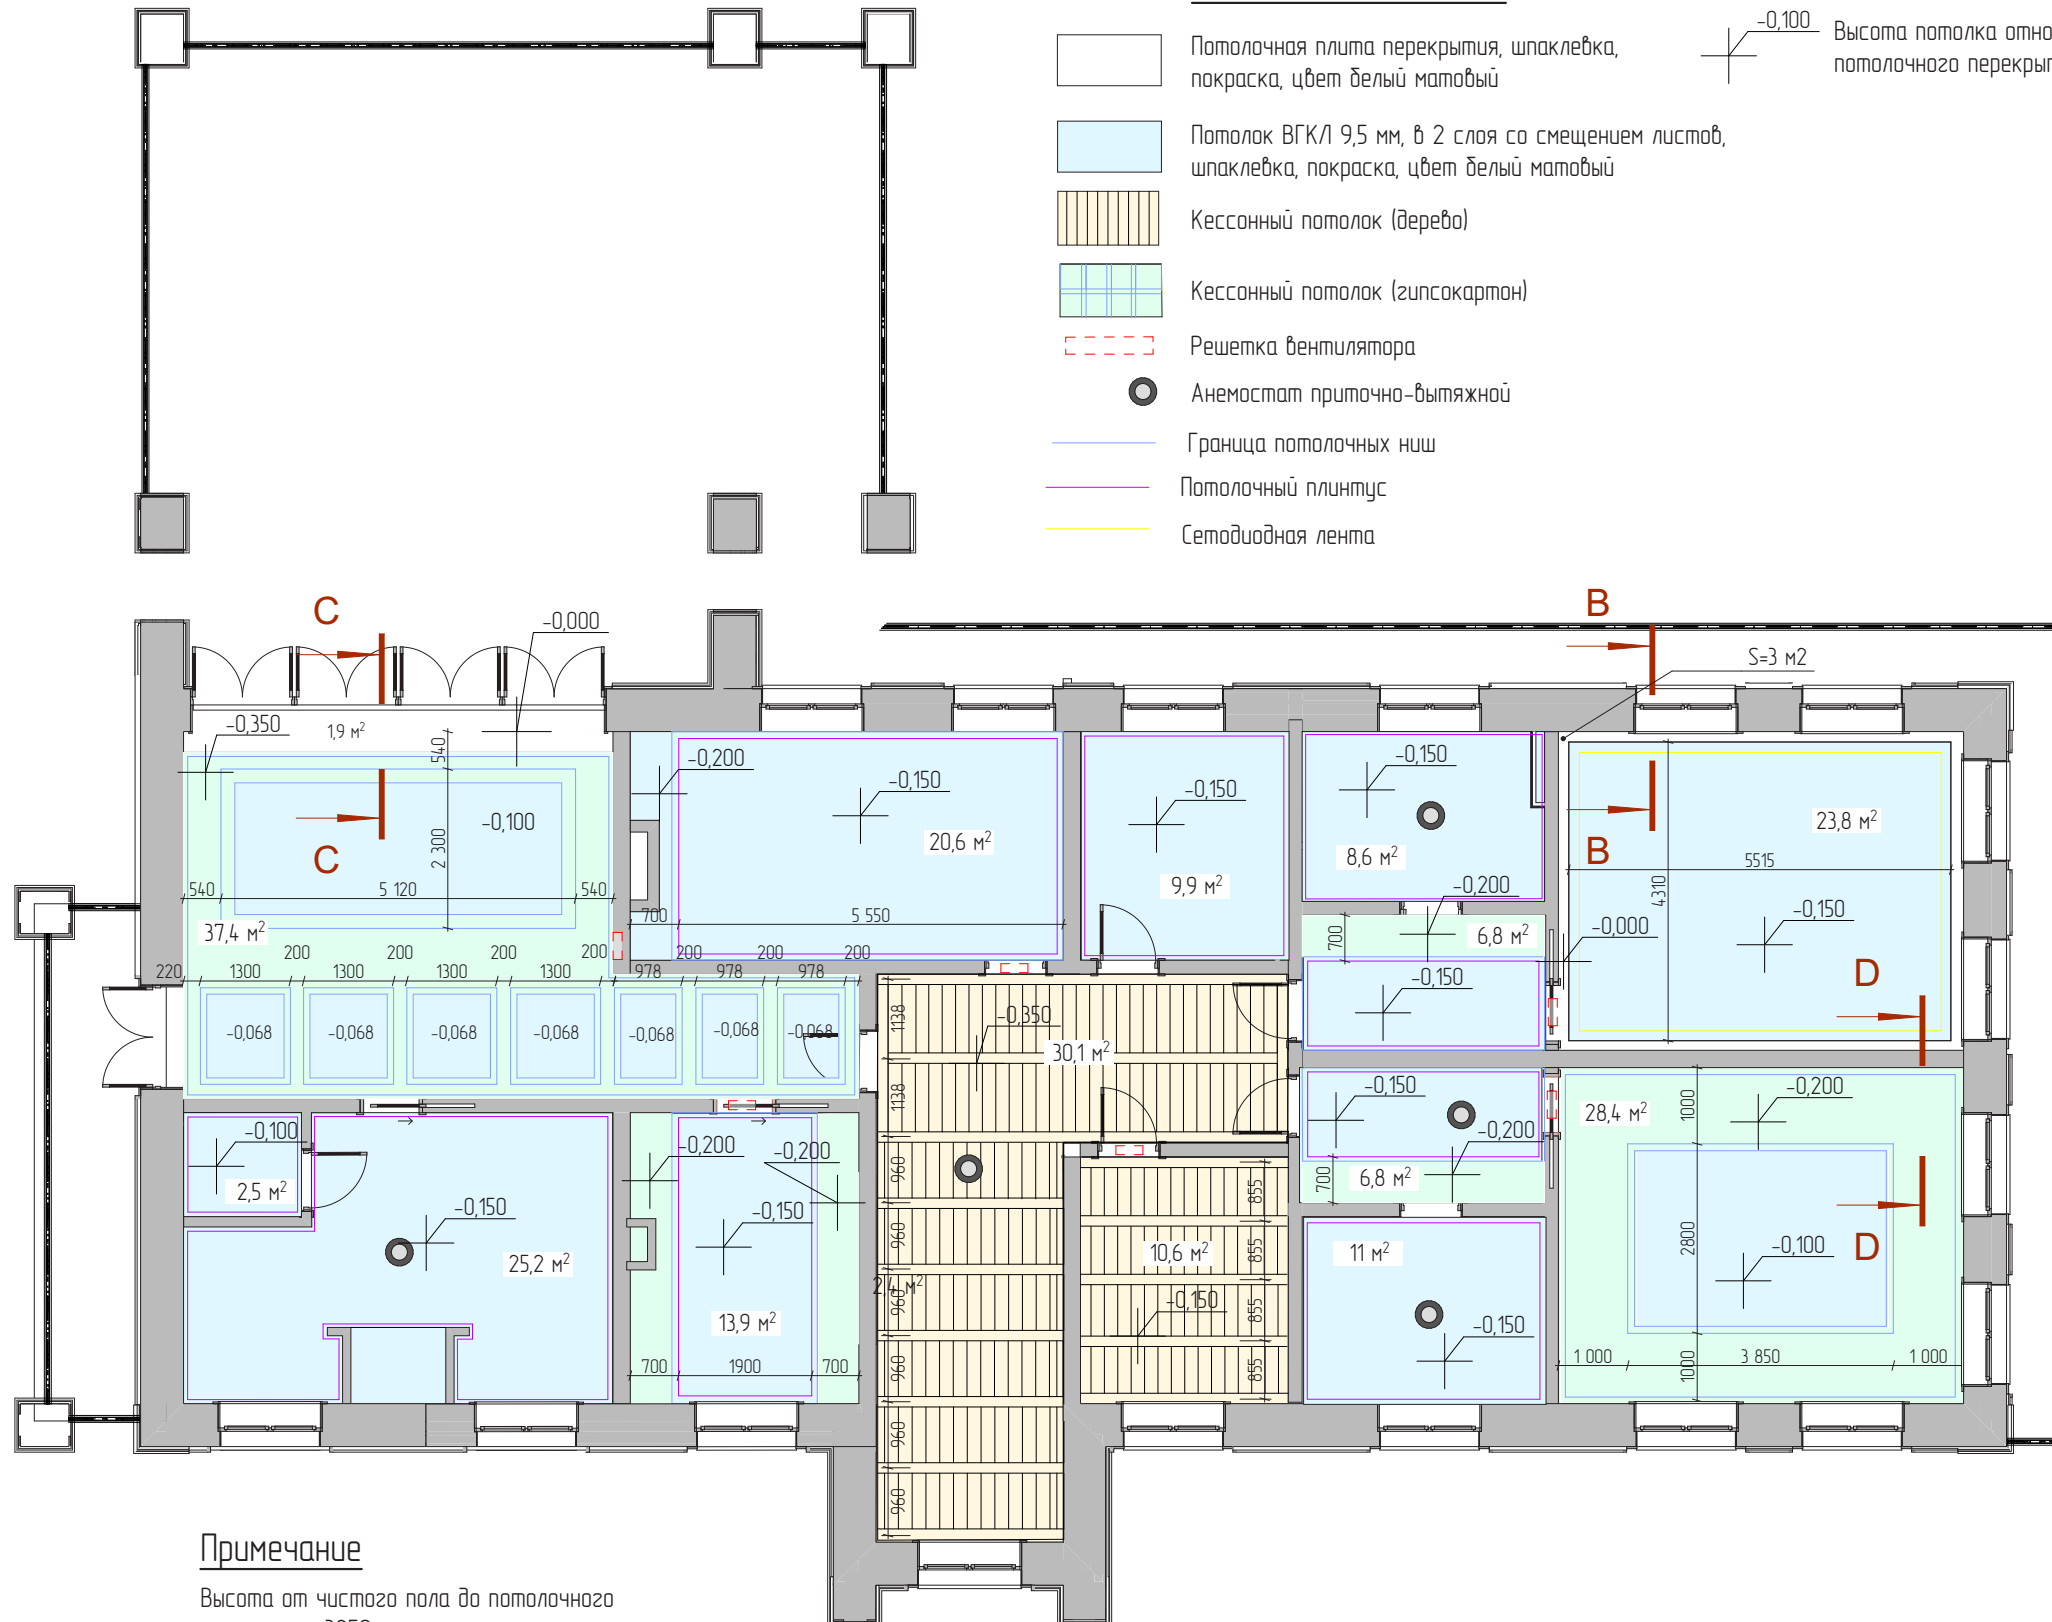 Потолочная плита перекрытия, шпаклевка,
покраска, цвет белый матовый
-0,100
Высота потолка отно
потолочного перекры
Потолок ВГКЛ 9,5 мм, в 2 слоя со смещением листов,
шпаклевка, покраска, цвет белый матовый
Кессонный потолок (дерево)
Кессонный потолок (гипсокартон)
Решетка вентилятора
Анемостат приточно-вытяжной
Граница потолочных ниш
Потолочный плинтус
Сетодиодная лента
C
-0,000
B
S=3 м2
-0,350
1,9 м²
540
-0,200
-0,150
-0,150
-0,150
-0,100
2 300
C
20,6 м²
8,6 м²
B
23,8 м²
5515
4310
540
5 120
540
9,9 м²
-0,200
700
5 550
-0,150
37,4 м²
700
6,8 м²
-0,000
200
200
200
200
200
200
200
220
1300
1300
1300
1300
978
978
978
D
-0,150
-0,068
-0,068
-0,068
-0,068
-0,068
-0,068
-0,068
1138
-0,350
30,1 м²
1138
-0,150
28,4 м²
1000
-0,200
-0,100
-0,200
-0,200
-0,200
2,5 м²
960
855
700
6,8 м²
-0,150
-0,150
960
10,6 м²
855
11 м²
2800
-0,100
D
25,2 м²
2,4 м²
960
-0,150
855
13,9 м²
-0,150
700
1900
700
960
855
1 000
3 850
1 000
1000
960
960
Примечание
Высота от чистого пола до потолочного